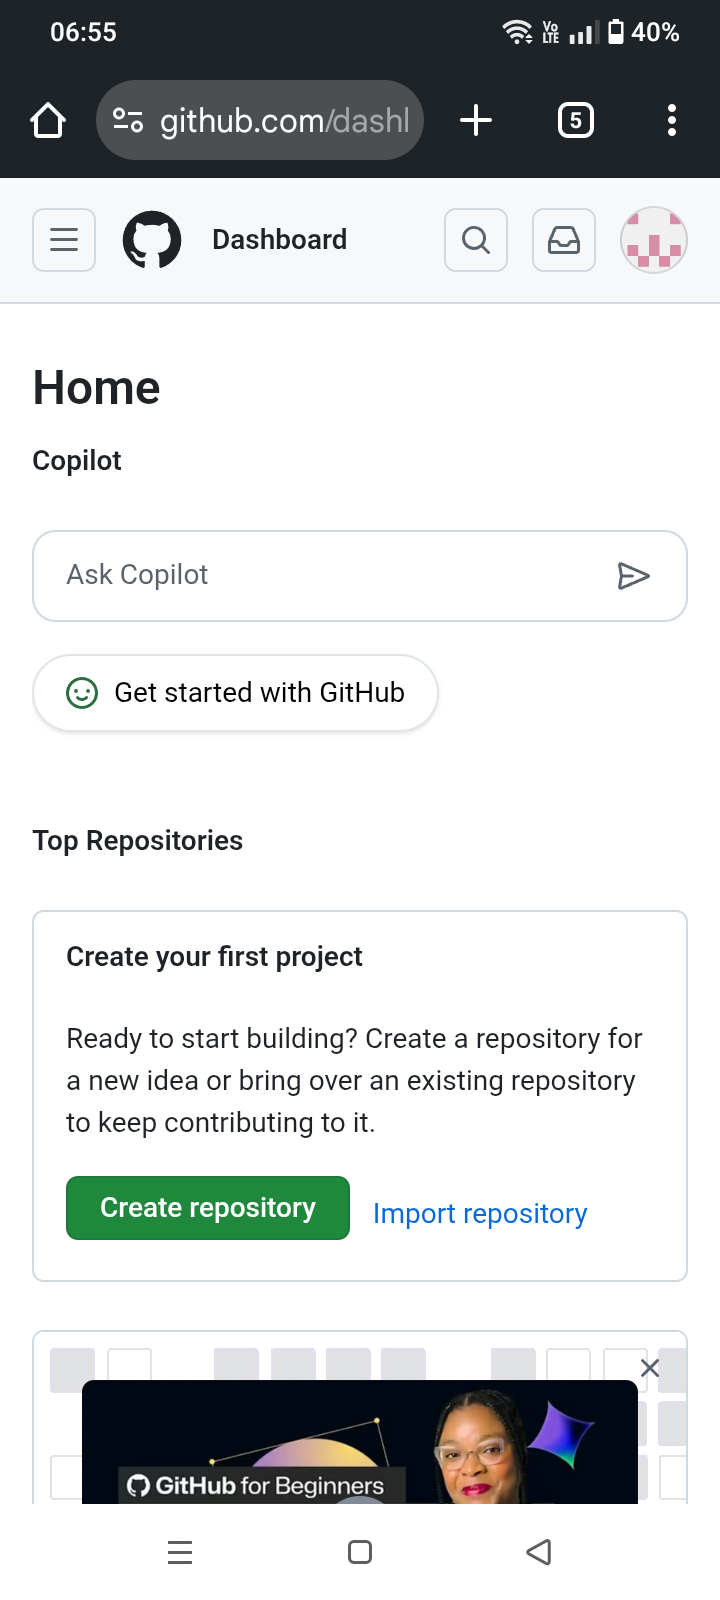 06:55
Vo LTE
40%
github.com/dashl
5
Dashboard
Home
Copilot
Ask Copilot
Get started with GitHub
Top Repositories
Create your first project
Ready to start building? Create a repository for
a new idea or bring over an existing repository
to keep contributing to it.
Create repository
Import repository
GitHub for Beginners